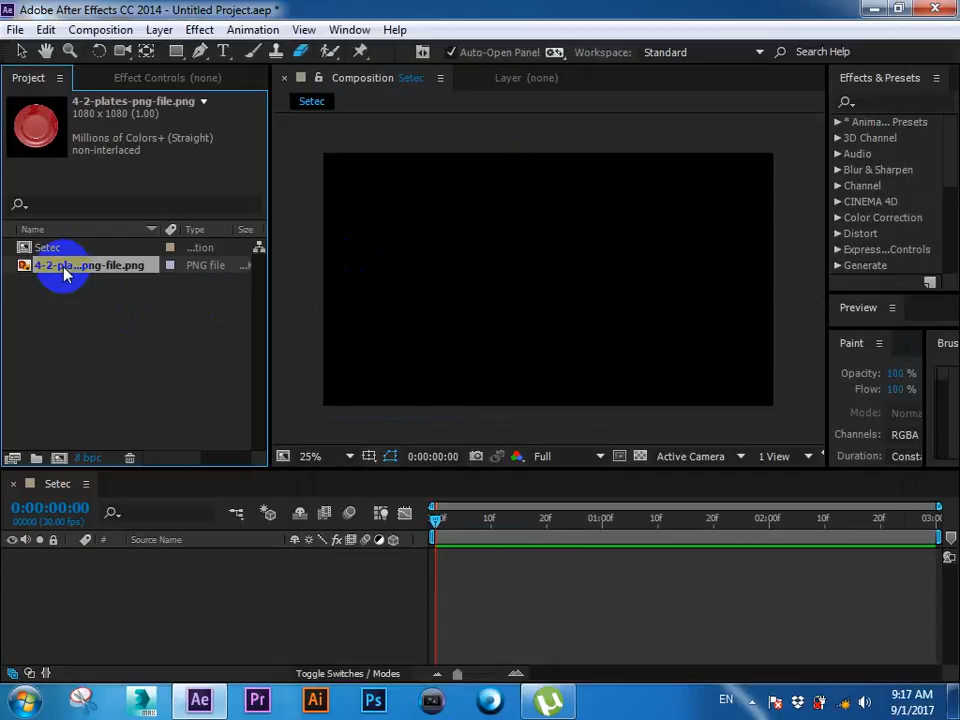 Adobe After Effects CC 2014 - Untitled Project.aep *
File Edit Composition Layer Effect Animation View Window Help
Auto-Open Panel Workspace: Standard Search Help
Project Effect Controls (none) Composition Setec Layer (none) Effects & Presets
4-2-plates-png-file.png
1080 x 1080 (1.00)
Millions of Colors+ (Straight)
non-interlaced
Setec
* Anima... Presets
3D Channel
Audio
Blur & Sharpen
Channel
CINEMA 4D
Color Correction
Distort
Express...Controls
Generate
Name Type Size
Setec ...tion
4-2-pla...png-file.png PNG file ...K
Preview
Paint Brus
Opacity: 100 %
Flow: 100 %
Mode: Norma
Channels: RGBA
Duration: Const
8 bpc 25% 0:00:00:00 Full Active Camera 1 View
Setec
0:00:00:00
00000 (30.00 fps)
10f 20f 01:00f 10f 20f 02:00f 10f 20f 03:00
# Source Name
Toggle Switches / Modes
Ae Pr Ai Ps EN 9:17 AM
9/1/2017